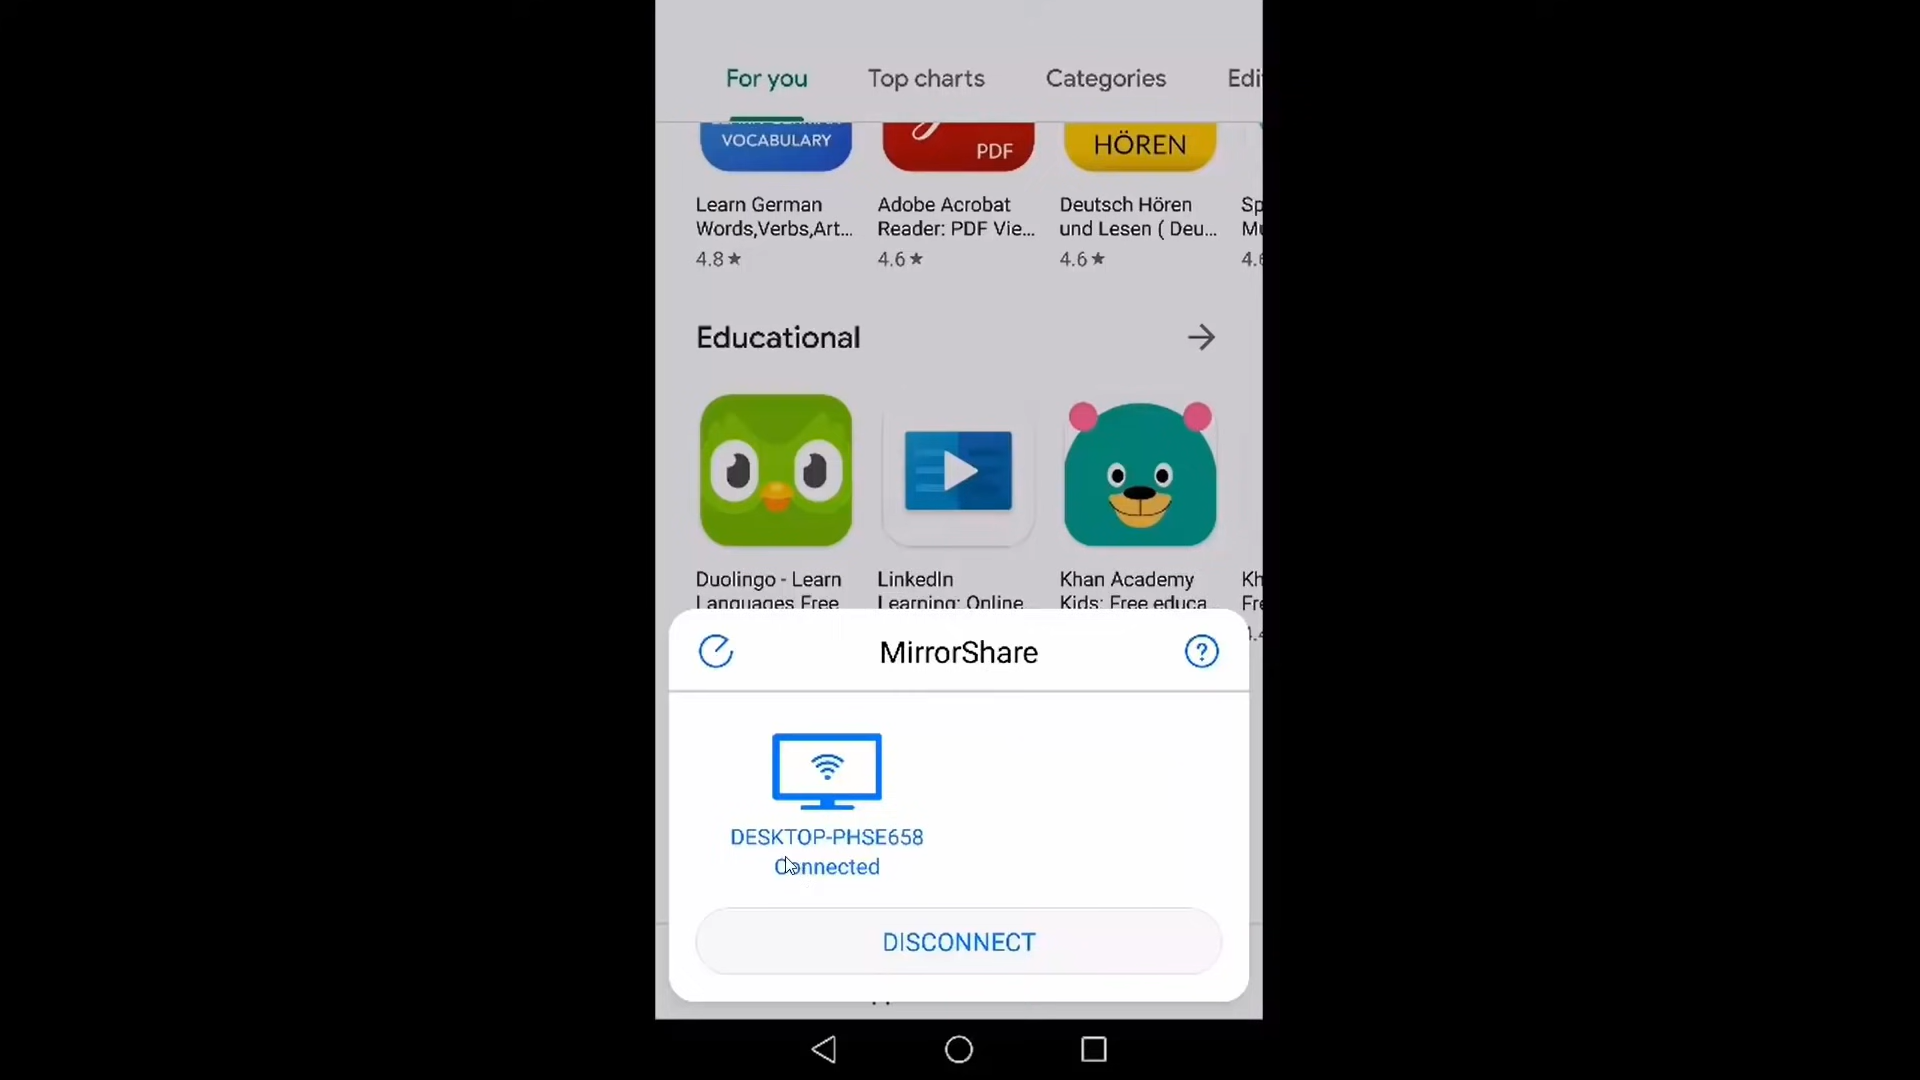 For you Top charts Categories Edi
VOCABULARY PDF HÖREN
Learn German Adobe Acrobat Deutsch Hören Sp
Words,Verbs,Art... Reader: PDF Vie... und Lesen ( Deu... Mu
4.8★ 4.6★ 4.6★ 4.6
Educational
Duolingo - Learn LinkedIn Khan Academy Kh
Languages Free Learning: Online Kids: Free educa Fre
MirrorShare
?
DESKTOP-PHSE658
Connected
DISCONNECT